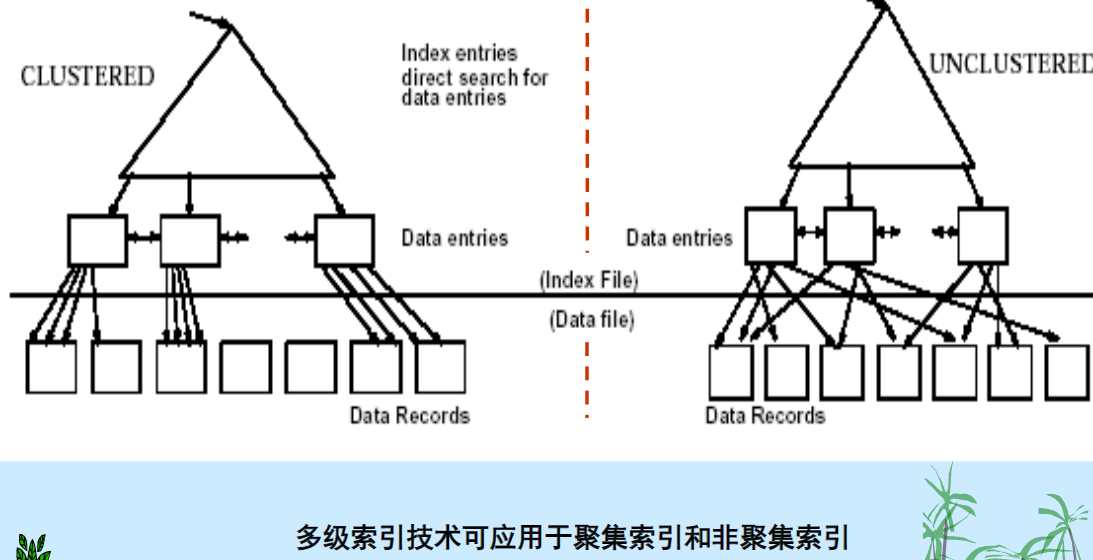 CLUSTERED
Index entries
direct search for
data entries
UNCLUSTERED
Data entries
Data entries
(Index File)
(Data file)
Data Records
Data Records
多级索引技术可应用于聚集索引和非聚集索引